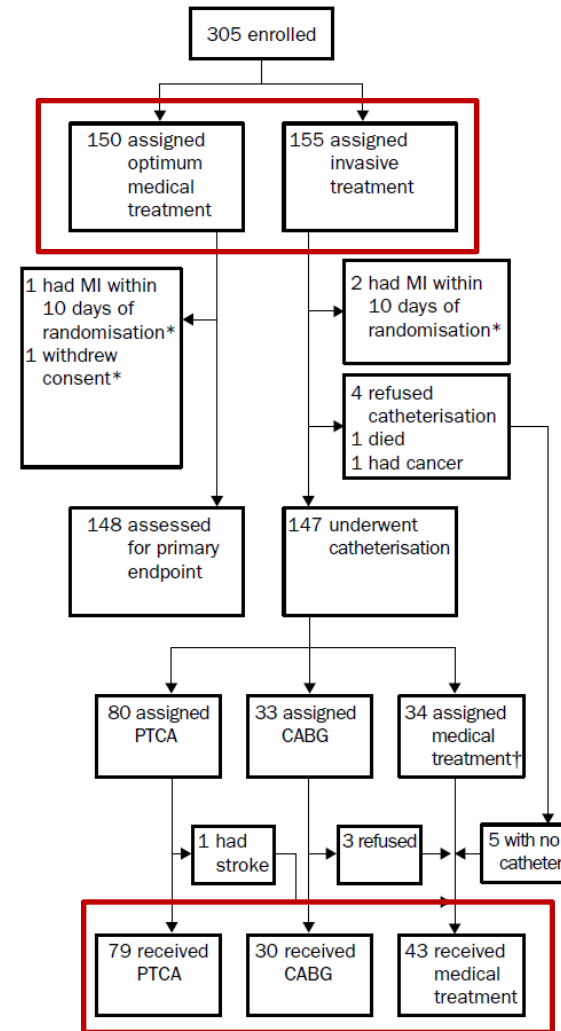 305 enrolled
150 assigned
optimum
medical
treatment
155 assigned
invasive
treatment
1 had MI within
10 days of
randomisation*
1 withdrew
consent*
2 had MI within
10 days of
randomisation*
4 refused
catheterisation
1 died
1 had cancer
148 assessed
for primary
endpoint
147 underwent
catheterisation
80 assigned
PTCA
33 assigned
CABG
34 assigned
medical
treatment†
1 had
stroke
3 refused
5 with no
catheter
79 received
PTCA
30 received
CABG
43 received
medical
treatment